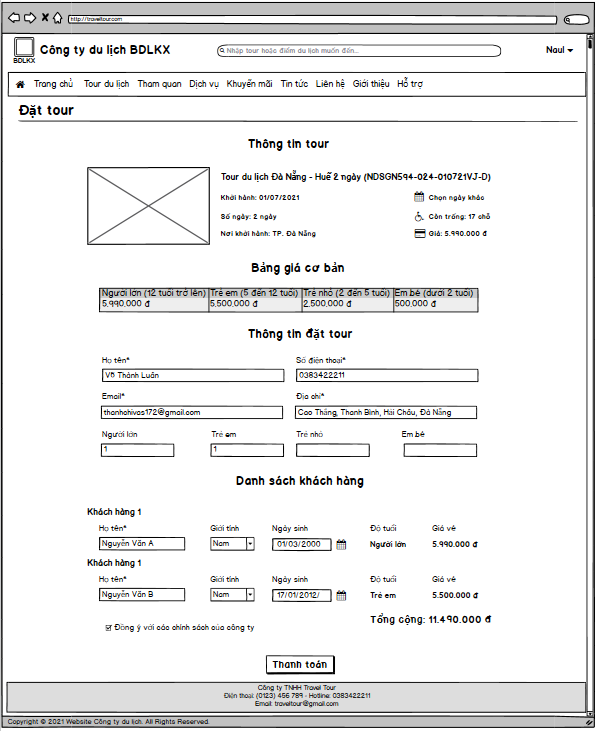 http://traveltour.com/
BDLKX
Công ty du lịch BDLKX
Nhập tour hoặc điểm du lịch muốn đến...
Naul
Trang chủ Tour du lịch Tham quan Dịch vụ Khuyến mãi Tin tức Liên hệ Giới thiệu Hỗ trợ
Đặt tour
Thông tin tour
Tour du lịch Đà Nẵng - Huế 2 ngày (NDSGN594-024-010721VJ-D)
Khởi hành: 01/07/2021 Chọn ngày khác
Số ngày: 2 ngày Còn trống: 17 chỗ
Nơi khởi hành: TP. Đà Nẵng Giá: 5.990.000 đ
Bảng giá cơ bản
Người lớn (12 tuổi trở lên) Trẻ em (5 đến 12 tuổi) Trẻ nhỏ (2 đến 5 tuổi) Em bé (dưới 2 tuổi)
5,990,000 đ 5,500,000 đ 2,500,000 đ 500,000 đ
Thông tin đặt tour
Họ tên* Số điện thoại*
Võ Thành Luân 0383422211
Email* Địa chỉ*
thanhahivas172@gmail.com Cao Thắng, Thanh Bình, Hải Châu, Đà Nẵng
Người lớn Trẻ em Trẻ nhỏ Em bé
1 1
Danh sách khách hàng
Khách hàng 1
Họ tên* Giới tính Ngày sinh Độ tuổi Giá vé
Nguyễn Văn A Nam 01/03/2000 Người lớn 5.990.000 đ
Khách hàng 1
Họ tên* Giới tính Ngày sinh Độ tuổi Giá vé
Nguyễn Văn B Nam 17/01/2012/ Trẻ em 5.500.000 đ
Tổng cộng: 11.490.000 đ
Đồng ý với các chính sách của công ty
Thanh toán
Công ty TNHH Travel Tour
Điện thoại: (0123) 456 789 - Hotline: 0383422211
Email: traveltour@gmail.com
Copyright © 2021 Website Công ty du lịch. All Rights Reserved.